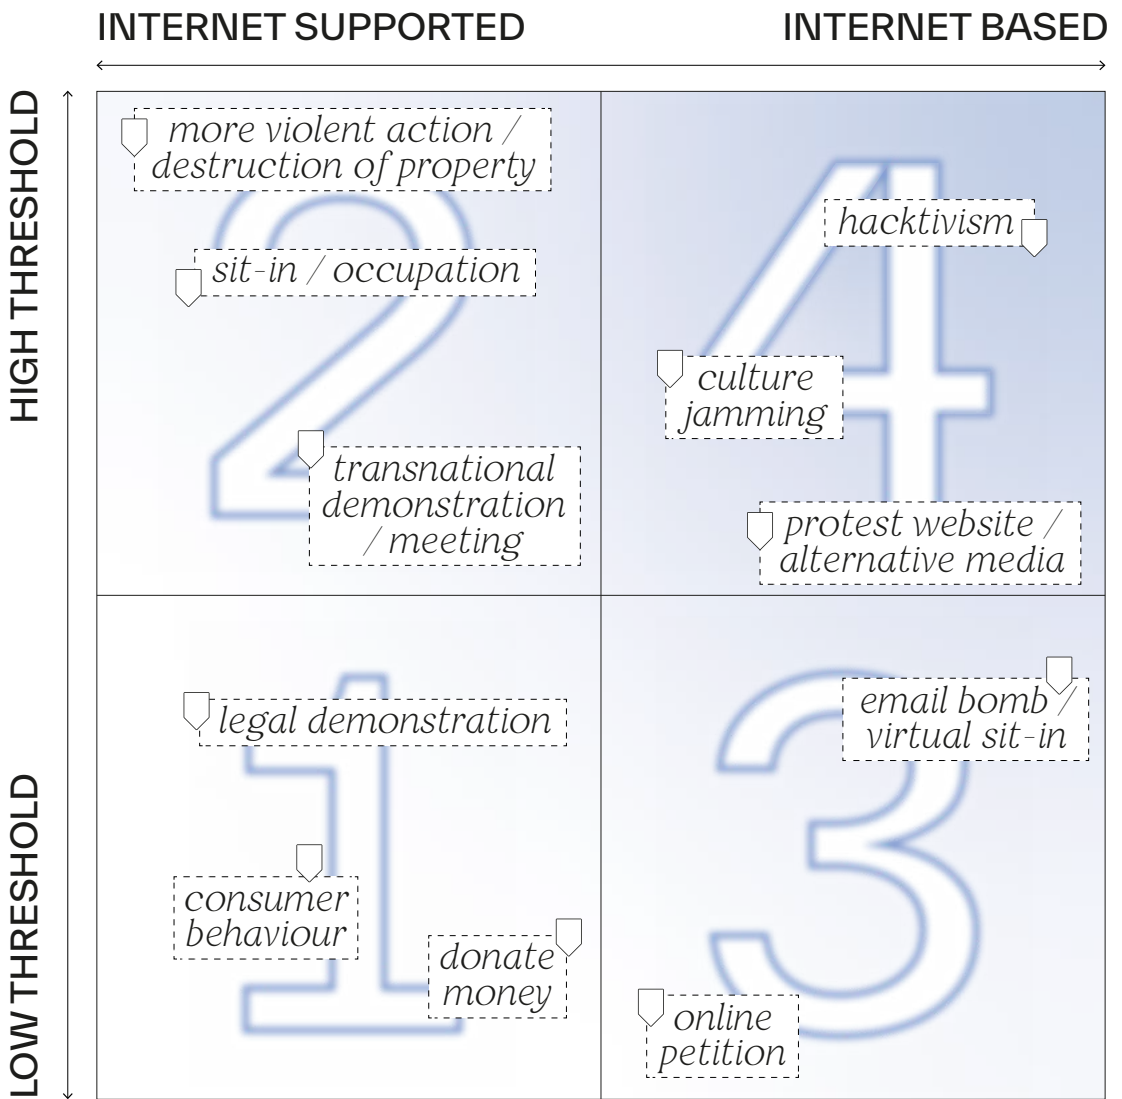 INTERNET SUPPORTED
INTERNET BASED
HIGH THRESHOLD
more violent action /
destruction of property
sit-in / occupation
transnational
demonstration
/ meeting
2
hacktivism
culture
jamming
protest website /
alternative media
4
LOW THRESHOLD
legal demonstration
consumer
behaviour
donate
money
1
email bomb /
virtual sit-in
online
petition
3